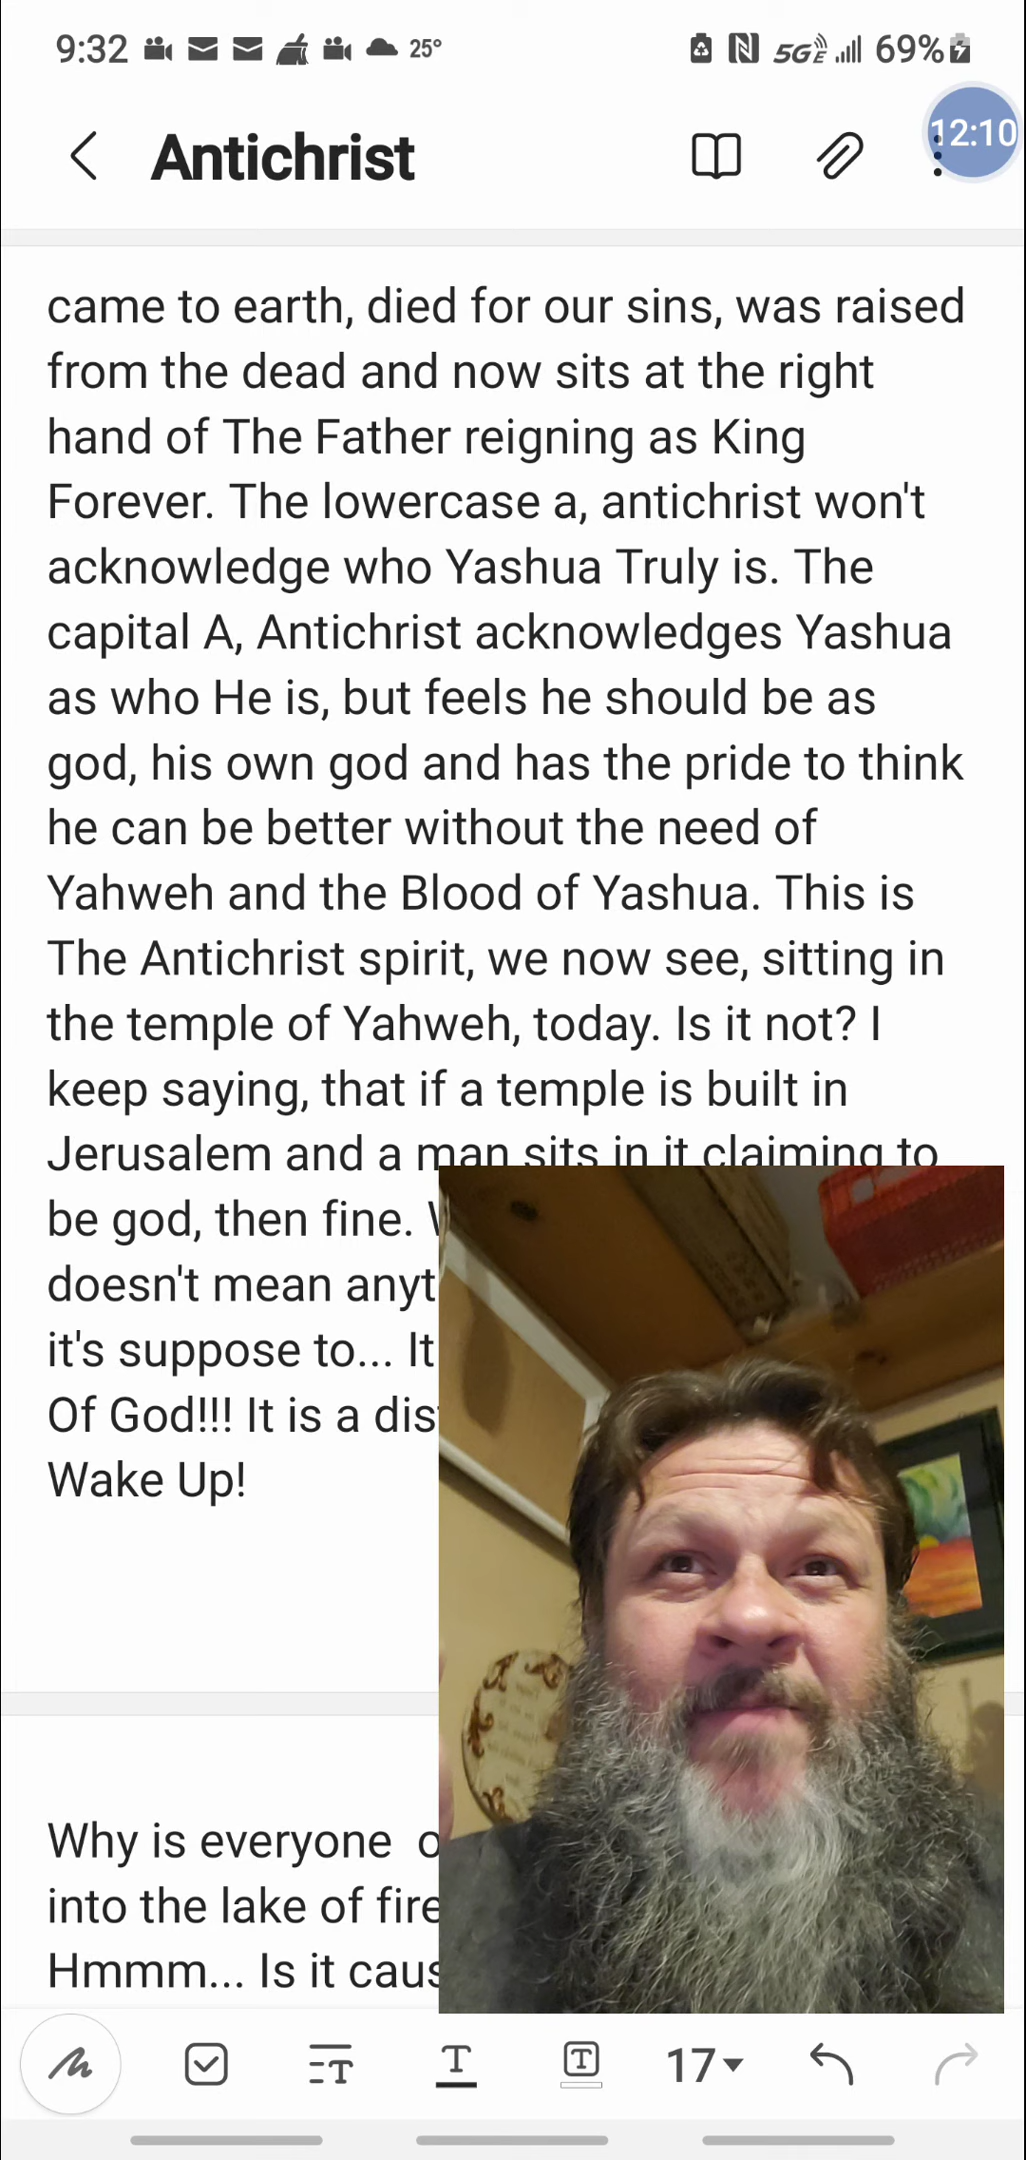 9:32 25° 5GE 69%
12:10
Antichrist
came to earth, died for our sins, was raised
from the dead and now sits at the right
hand of The Father reigning as King
Forever. The lowercase a, antichrist won't
acknowledge who Yashua Truly is. The
capital A, Antichrist acknowledges Yashua
as who He is, but feels he should be as
god, his own god and has the pride to think
he can be better without the need of
Yahweh and the Blood of Yashua. This is
The Antichrist spirit, we now see, sitting in
the temple of Yahweh, today. Is it not? I
keep saying, that if a temple is built in
Jerusalem and a man sits in it claiming to
be god, then fine.
doesn't mean anyt
it's suppose to... It
Of God!!! It is a dis
Wake Up!
Why is everyone o
into the lake of fire
Hmmm... Is it caus
17